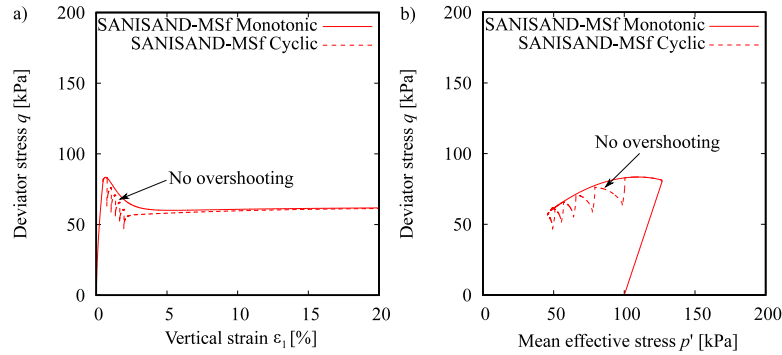 a)
SANISAND-MSf Monotonic
SANISAND-MSf Cyclic
No overshooting
Deviator stress q [kPa]
200
150
100
50
0
0 5 10 15 20
Vertical strain ε₁ [%]
b)
SANISAND-MSf Monotonic
SANISAND-MSf Cyclic
No overshooting
Deviator stress q [kPa]
200
150
100
50
0
0 50 100 150 200
Mean effective stress p' [kPa]